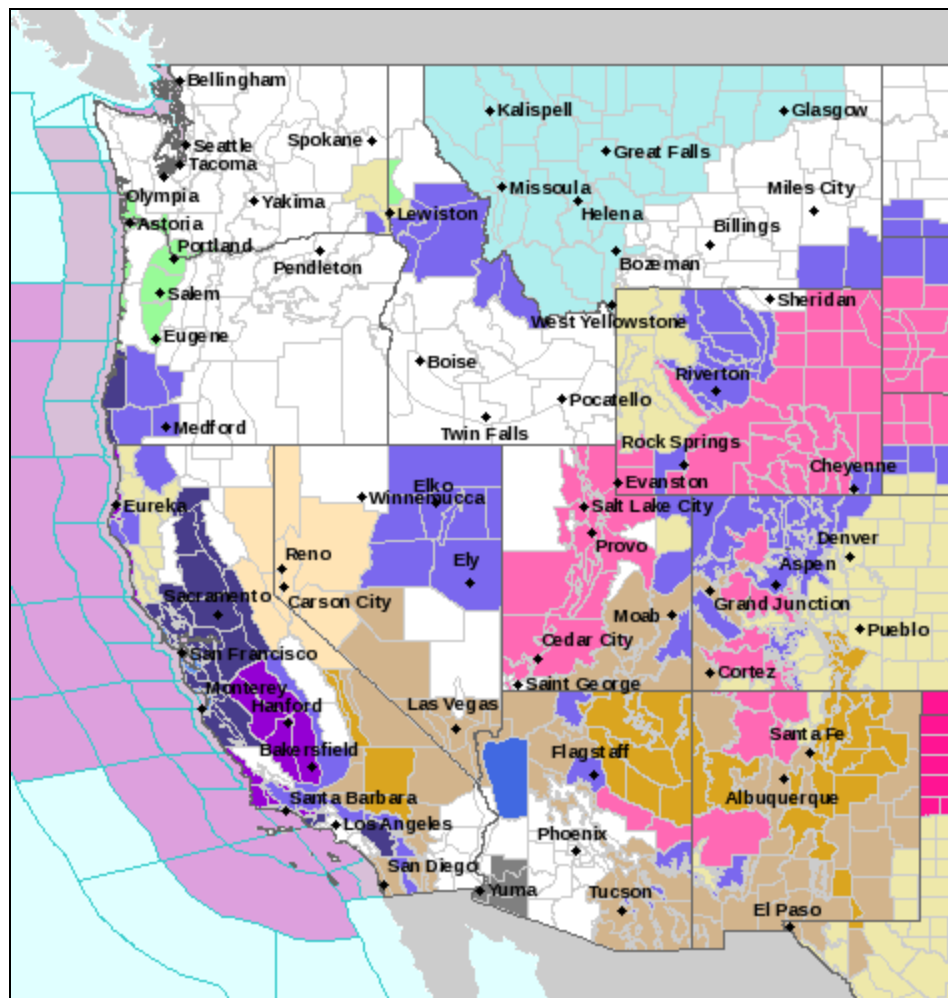 Bellingham
Kalispell
Glasgow
Spokane
Seattle
Great Falls
Tacoma
Missoula
Miles City
Olympia
Yakima
Lewiston
Helena
Astoria
Billings
Portland
Pendleton
Bozeman
Salem
Sheridan
West Yellowstone
Eugene
Boise
Riverton
Pocatello
Medford
Twin Falls
Rock Springs
Cheyenne
Elko
Evanston
Winnemucca
Eureka
Salt Lake City
Provo
Denver
Reno
Ely
Aspen
Sacramento
Carson City
Grand Junction
Moab
Pueblo
Cedar City
San Francisco
Cortez
Saint George
Monterey
Hanford
Las Vegas
Santa Fe
Bakersfield
Flagstaff
Santa Barbara
Albuquerque
Los Angeles
Phoenix
San Diego
Yuma
Tucson
El Paso